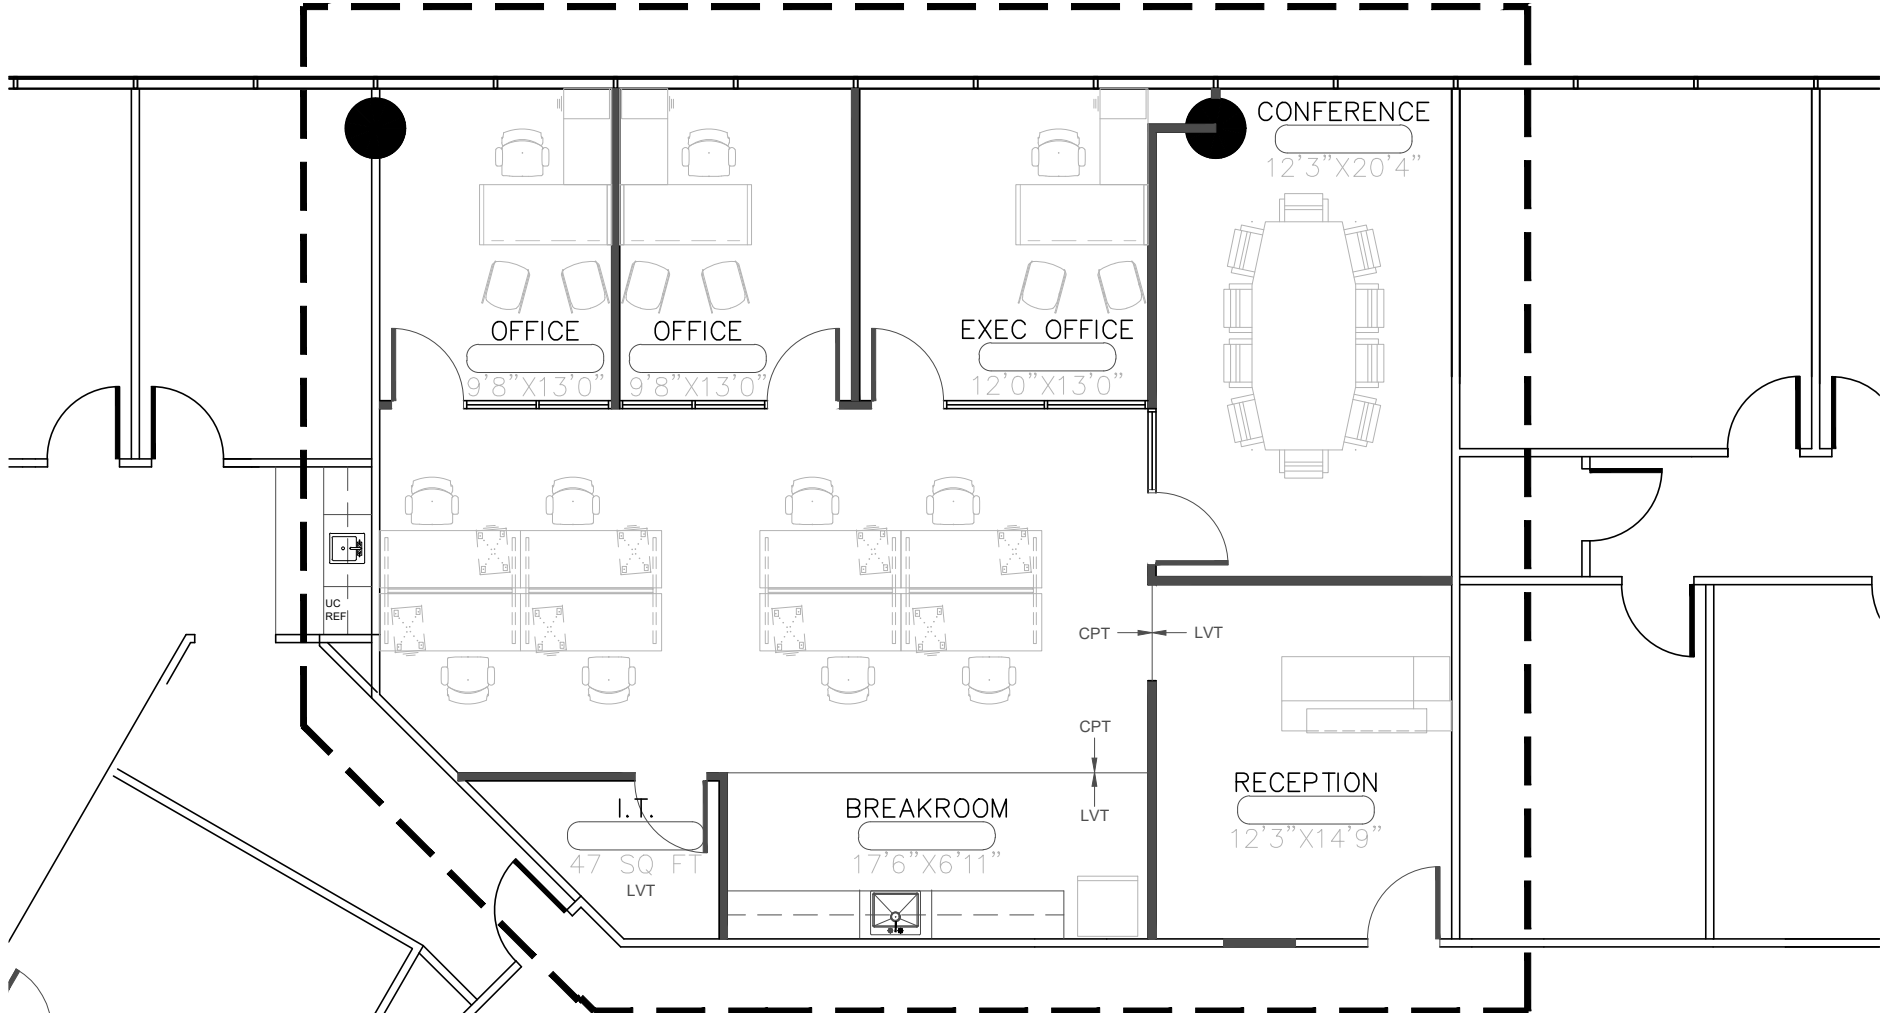 CONFERENCE
12'3"X20'4"
OFFICE
9'8"X13'0"
OFFICE
9'8"X13'0"
EXEC OFFICE
12'0"X13'0"
UC
REF
CPT
LVT
CPT
LVT
I.T.
47 SQ FT
LVT
BREAKROOM
17'6"X6'11"
RECEPTION
12'3"X14'9"